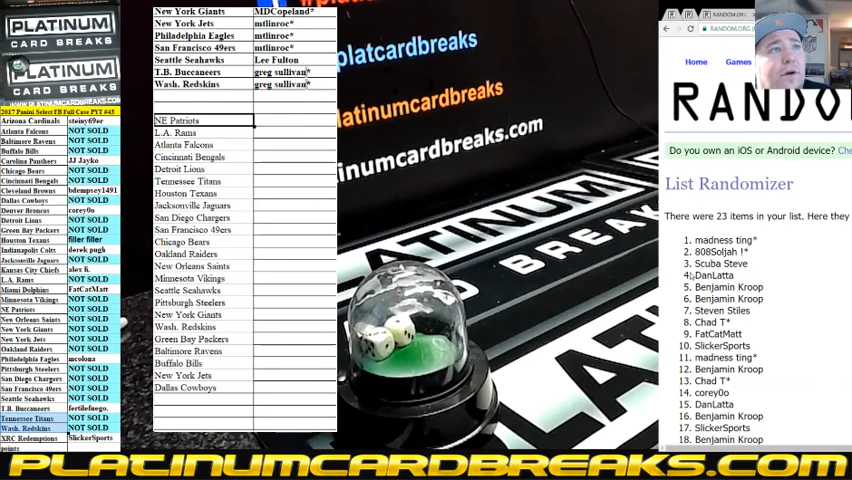 PLATINUM
CARD BREAKS
PLATINUM
CARD BREAKS
WWW.PLATINUMCARDBREAKS.COM
2017 Panini Select FB Full Case PYT #43
Arizona Cardinals steiny69er
Atlanta Falcons NOT SOLD
Baltimore Ravens NOT SOLD
Buffalo Bills NOT SOLD
Carolina Panthers JJ Jayko
Chicago Bears NOT SOLD
Cincinnati Bengals NOT SOLD
Cleveland Browns bdempsey1491
Dallas Cowboys NOT SOLD
Denver Broncos corey0o
Detroit Lions NOT SOLD
Green Bay Packers NOT SOLD
Houston Texans filler filler
Indianapolis Colts derek pugh
Jacksonville Jaguars NOT SOLD
Kansas City Chiefs alex li.
L.A. Rams NOT SOLD
Miami Dolphins FatCatMatt
Minnesota Vikings NOT SOLD
NE Patriots NOT SOLD
New Orleans Saints NOT SOLD
New York Giants NOT SOLD
New York Jets NOT SOLD
Oakland Raiders NOT SOLD
Philadelphia Eagles mcolona
Pittsburgh Steelers NOT SOLD
San Diego Chargers NOT SOLD
San Francisco 49ers NOT SOLD
Seattle Seahawks NOT SOLD
T.B. Buccaneers fertilefuego.
Tennessee Titans NOT SOLD
Wash. Redskins NOT SOLD
XRC Redemptions SlickerSports
points
New York Giants MDCopeland*
New York Jets mtlinroc*
Philadelphia Eagles mtlinroc*
San Francisco 49ers mtlinroc*
Seattle Seahawks Lee Fulton
T.B. Buccaneers greg sullivan*
Wash. Redskins greg sullivan*
NE Patriots
L.A. Rams
Atlanta Falcons
Cincinnati Bengals
Detroit Lions
Tennessee Titans
Houston Texans
Jacksonville Jaguars
San Diego Chargers
San Francisco 49ers
Chicago Bears
Oakland Raiders
New Orleans Saints
Minnesota Vikings
Seattle Seahawks
Pittsburgh Steelers
New York Giants
Wash. Redskins
Green Bay Packers
Baltimore Ravens
Buffalo Bills
New York Jets
Dallas Cowboys
platcardbreaks
platinumcardbreaks
platinumcardbreaks.com
PLATINUM
BREAK
RANDOM.ORG
Home Games
RANDO
Do you own an iOS or Android device? Che
List Randomizer
There were 23 items in your list. Here they
1. madness ting*
2. 808Soljah !*
3. Scuba Steve
4. DanLatta
5. Benjamin Kroop
6. Benjamin Kroop
7. Steven Stiles
8. Chad T*
9. FatCatMatt
10. SlickerSports
11. madness ting*
12. Benjamin Kroop
13. Chad T*
14. corey0o
15. DanLatta
16. Benjamin Kroop
17. SlickerSports
18. Benjamin Kroop
PLATINUMCARDBREAKS.COM